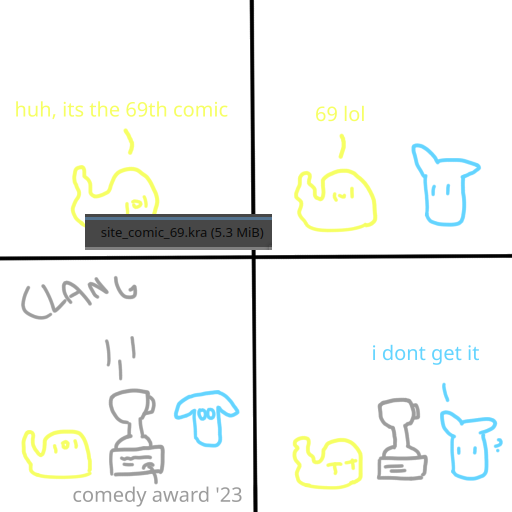 huh, its the 69th comic
site_comic_69.kra (5.3 MiB)
69 lol
CLANG
comedy award '23
i dont get it
?